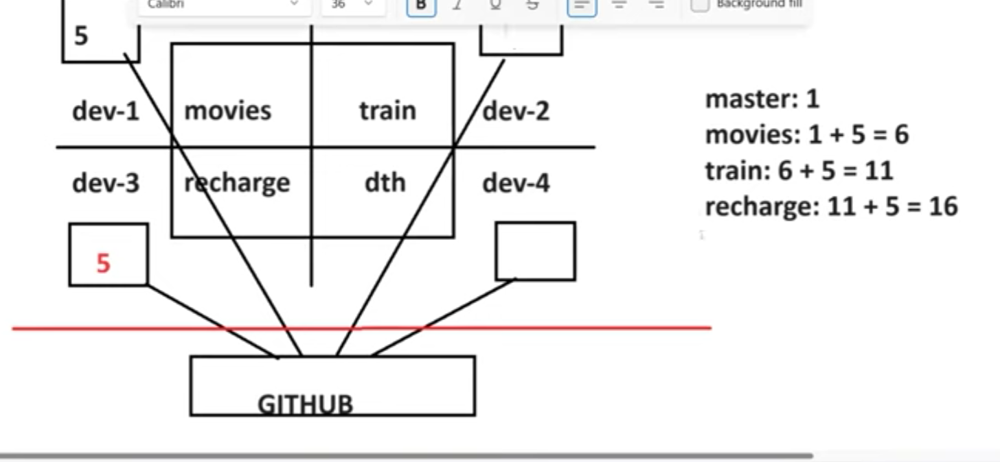 Calibri
36
B I U S
Background fill
5
dev-1 movies train dev-2
dev-3 recharge dth dev-4
5
GITHUB
master: 1
movies: 1 + 5 = 6
train: 6 + 5 = 11
recharge: 11 + 5 = 16